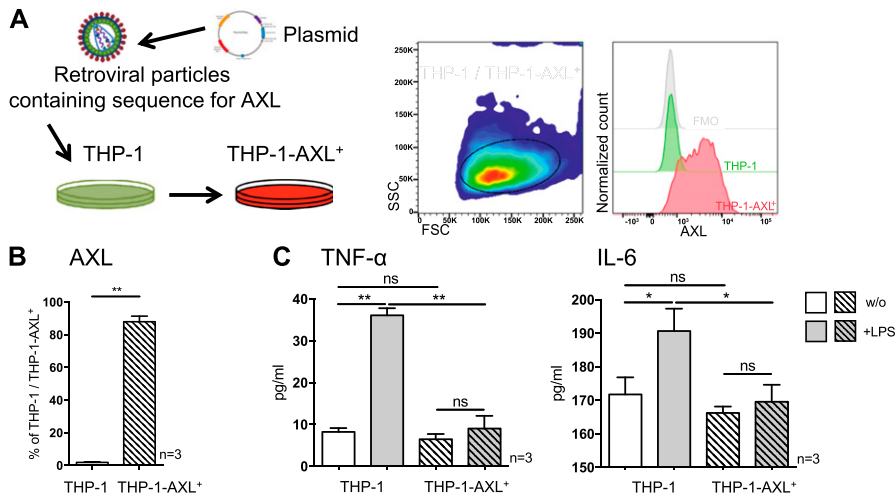 A
Plasmid
Retroviral particles
containing sequence for AXL
THP-1
THP-1-AXL⁺
THP-1 / THP-1-AXL⁺
250K
200K
150K
100K
50K
0
SSC
0 50K 100K 150K 200K 250K
FSC
Normalized count
FMO
THP-1
THP-1-AXL⁺
-10³ 10³ 10⁴ 10⁵
AXL
B
AXL
**
% of THP-1 / THP-1-AXL⁺
100
80
60
40
20
0
n=3
THP-1 THP-1-AXL⁺
C
TNF-α
ns
** **
ns
pg/ml
40
30
20
10
0
n=3
THP-1 THP-1-AXL⁺
IL-6
ns
* *
ns
pg/ml
200
190
180
170
160
150
n=3
THP-1 THP-1-AXL⁺
w/o
+LPS